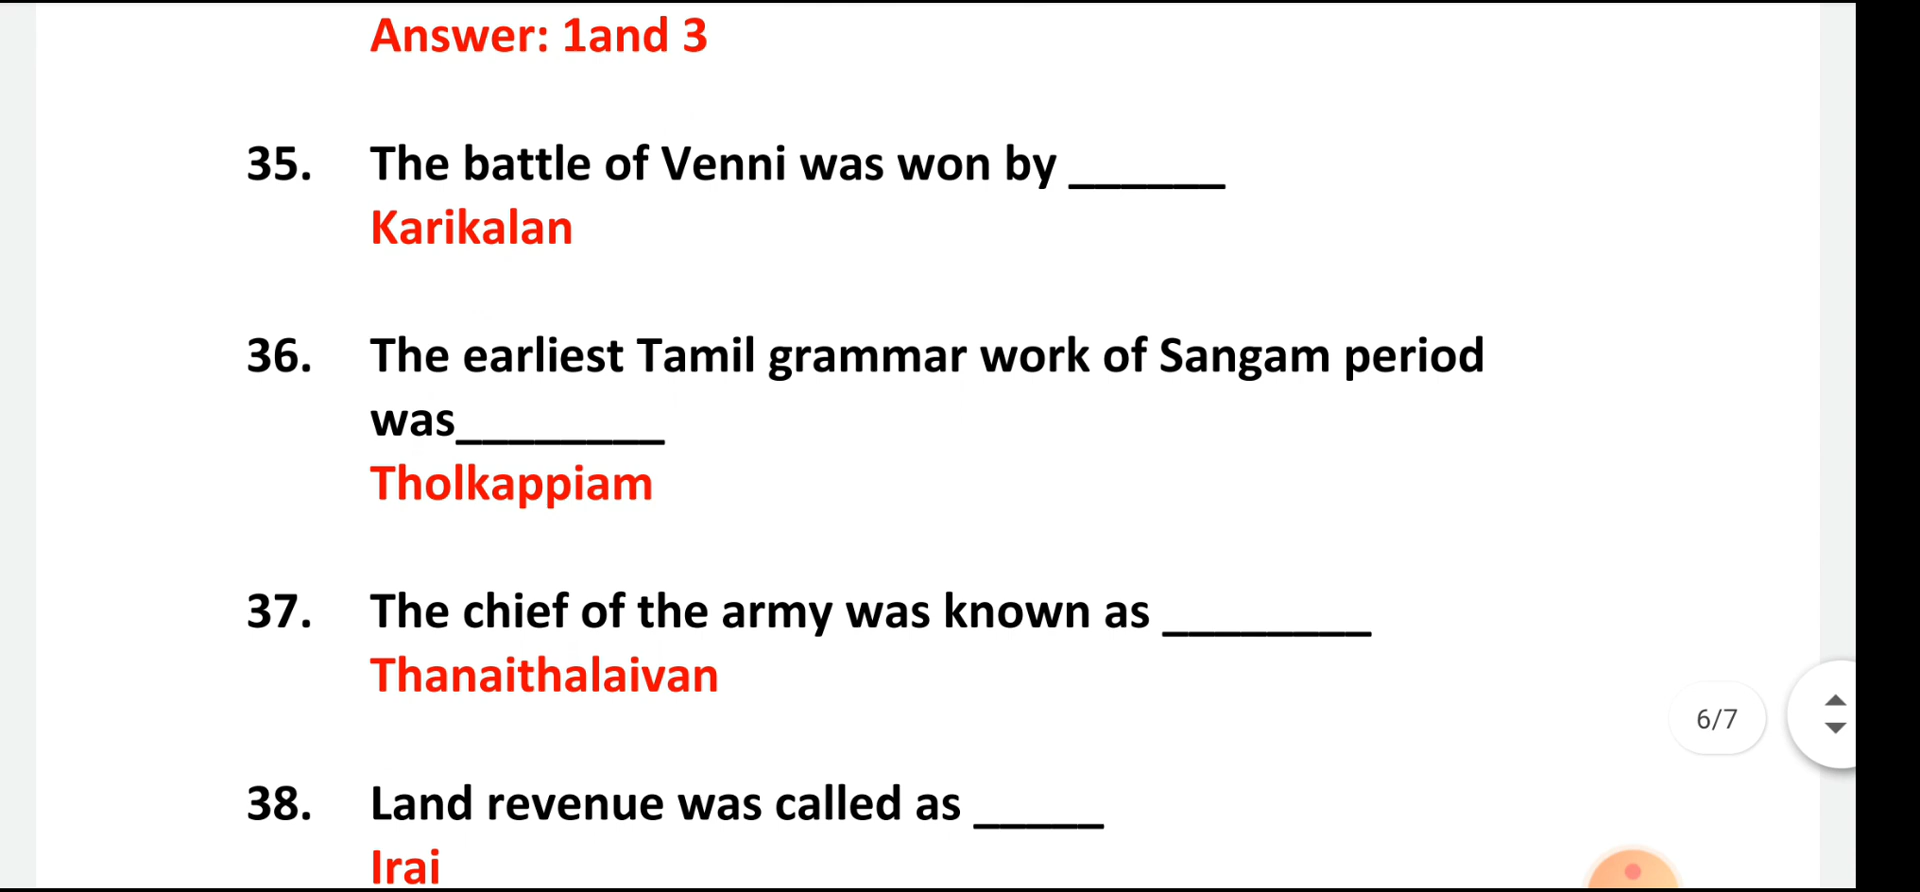 Answer: 1and 3
35. The battle of Venni was won by ______
Karikalan
36. The earliest Tamil grammar work of Sangam period
was________
Tholkappiam
37. The chief of the army was known as ________
Thanaithalaivan
6/7
38. Land revenue was called as _____
Irai